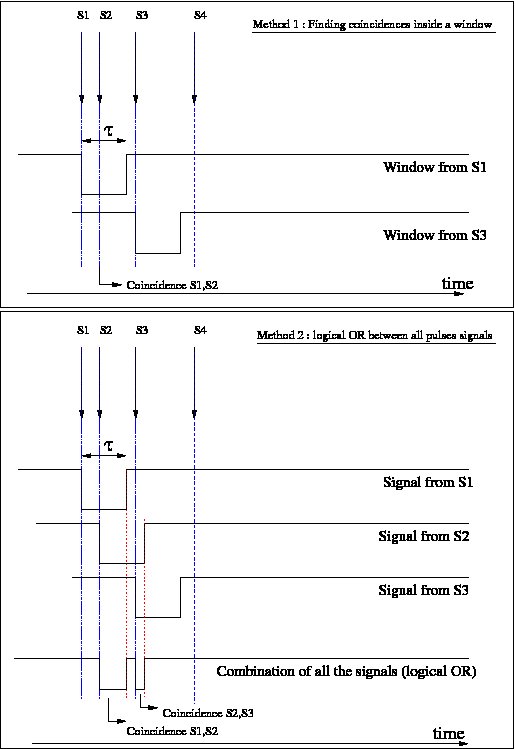 S1 S2 S3 S4
Method 1 : Finding coincidences inside a window
τ
Window from S1
Window from S3
Coincidence S1,S2
time
S1 S2 S3 S4
Method 2 : logical OR between all pulses signals
τ
Signal from S1
Signal from S2
Signal from S3
Combination of all the signals (logical OR)
Coincidence S2,S3
Coincidence S1,S2
time